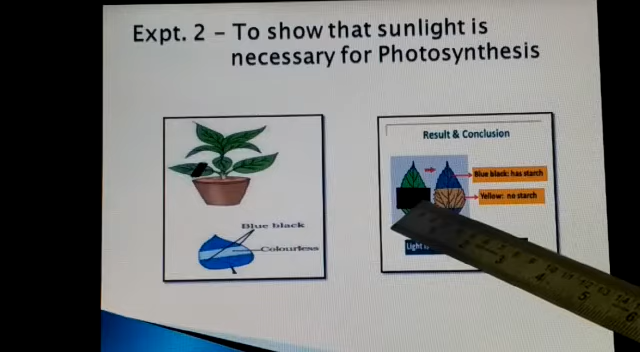 Expt. 2 – To show that sunlight is
necessary for Photosynthesis
Result & Conclusion
Blue black: has starch
Yellow: no starch
Blue black
Colourless
Light